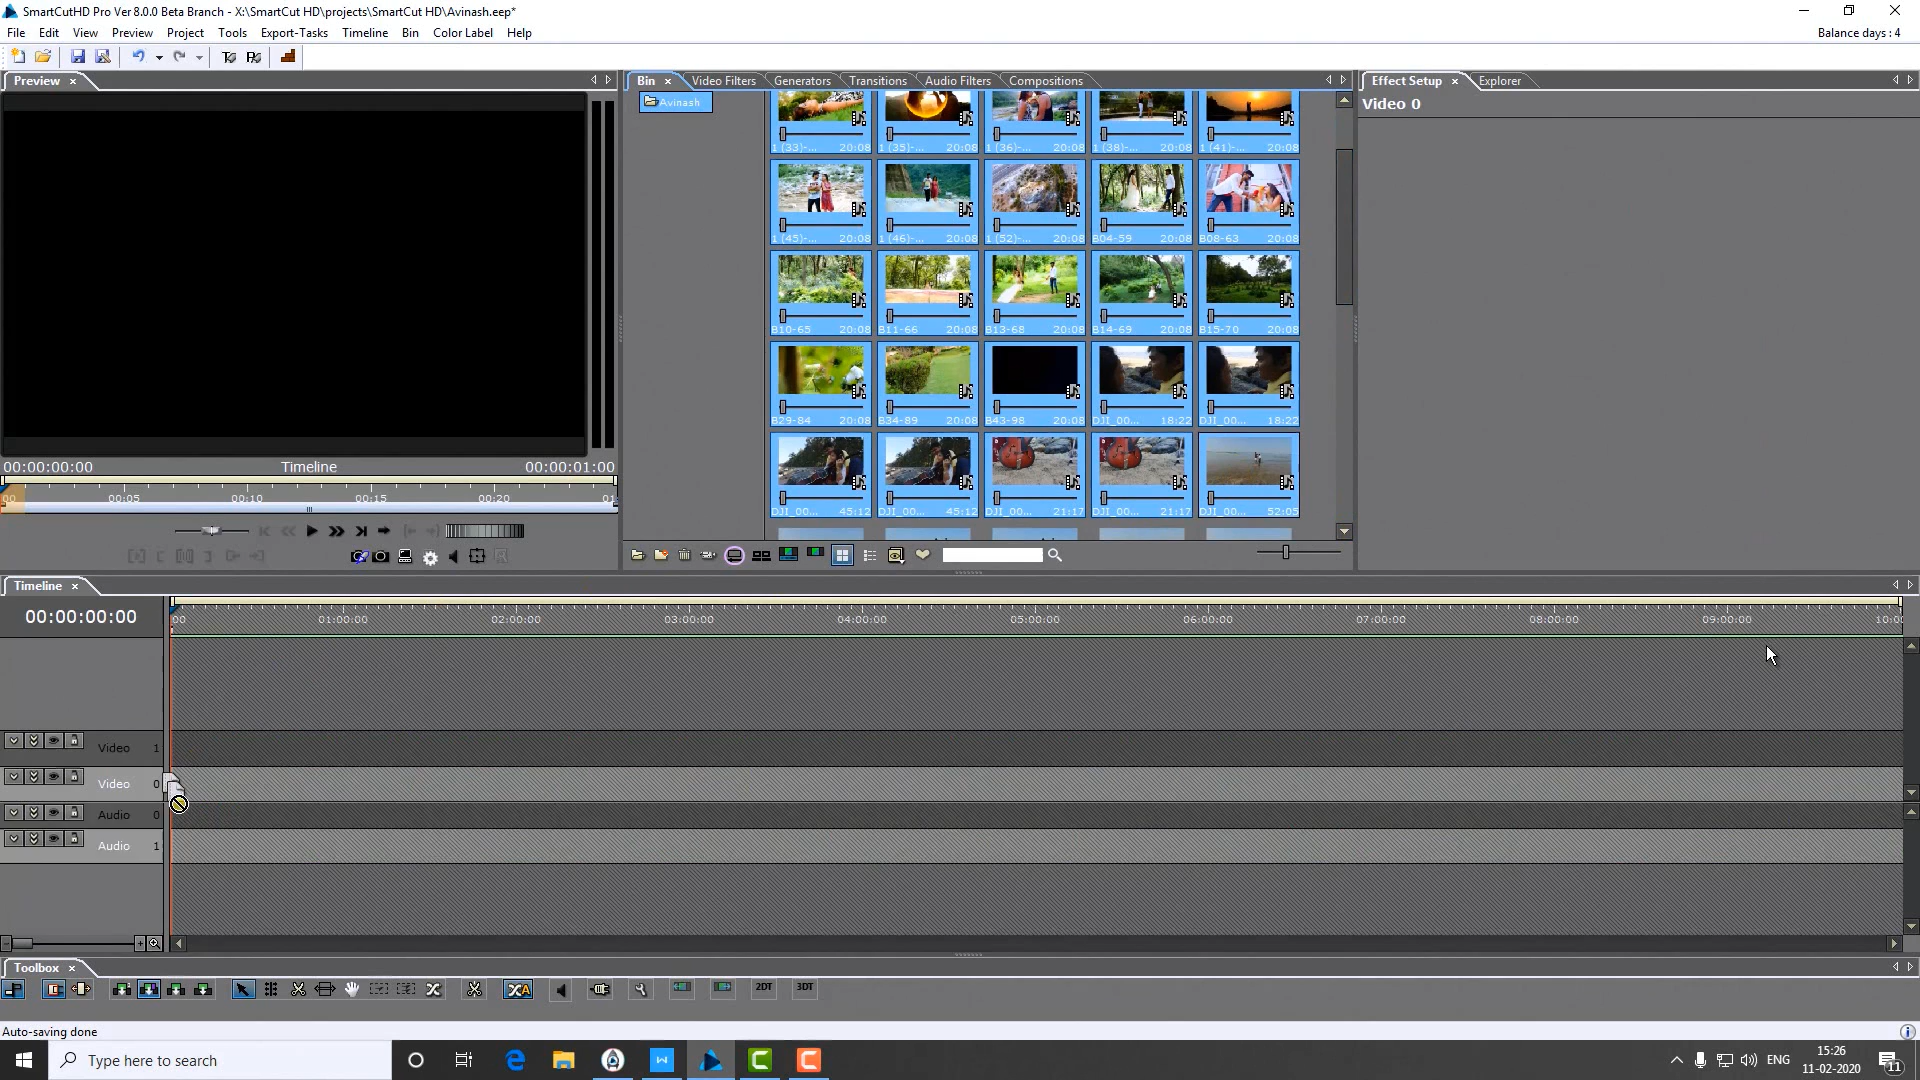 SmartCutHD Pro Ver 8.0.0 Beta Branch - X:\SmartCut HD\projects\SmartCut HD\Avinash.eep*
File Edit View Preview Project Tools Export-Tasks Timeline Bin Color Label Help
Balance days : 4
Preview
Bin Video Filters Generators Transitions Audio Filters Compositions
Effect Setup Explorer
Avinash
Video 0
1 (33)-... 20:08 1 (35)-... 20:08 1 (36)-... 20:08 1 (38)-... 20:08 1 (41)-... 20:08
1 (45)-... 20:08 1 (46)-... 20:08 1 (52)-... 20:08 B04-59 20:08 B08-63 20:08
B10-65 20:08 B11-66 20:08 B13-68 20:08 B14-69 20:08 B15-70 20:08
B29-84 20:08 B34-89 20:08 B43-98 20:08 DJI_00... 18:22 DJI_00... 18:22
DJI_00... 45:12 DJI_00... 45:12 DJI_00... 21:17 DJI_00... 21:17 DJI_00... 52:05
00:00:00:00 Timeline 00:00:01:00
00 00:05 00:10 00:15 00:20 01
Timeline
00:00:00:00
00 01:00:00 02:00:00 03:00:00 04:00:00 05:00:00 06:00:00 07:00:00 08:00:00 09:00:00 10:00
Video 1
Video 0
Audio 0
Audio 1
Toolbox
XA 2DT 3DT
Auto-saving done
Type here to search
ENG
15:26
11-02-2020
11